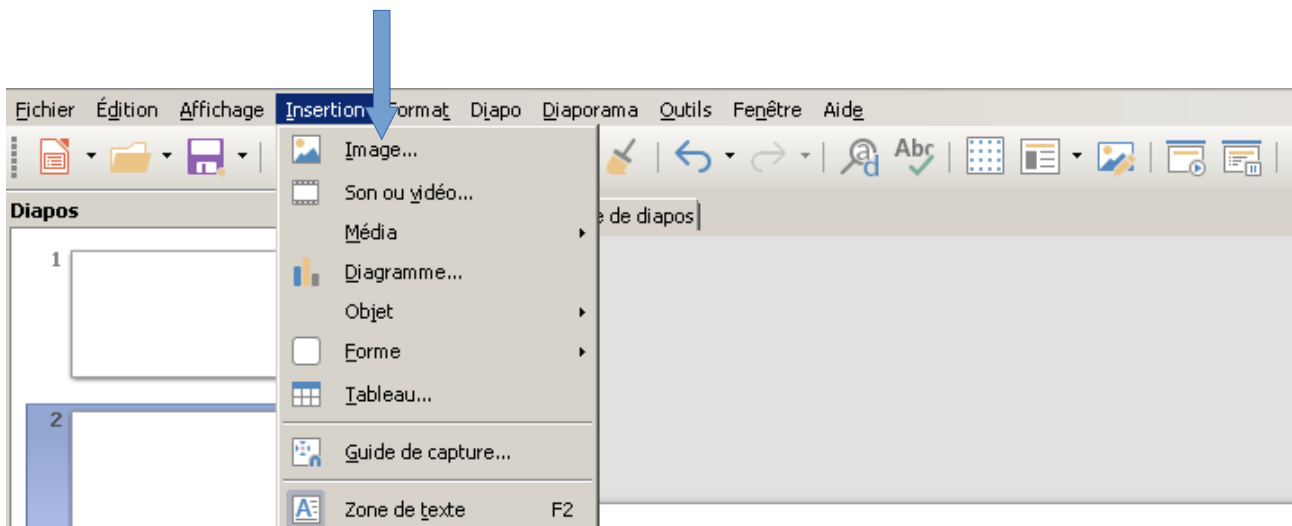 Fichier Édition Affichage Insertion Format Diapo Diaporama Outils Fenêtre Aide
Image...
Abc
Son ou vidéo...
Diapos
e de diapos
Média
1
Diagramme...
Objet
Forme
Tableau...
2
Guide de capture...
Zone de texte F2